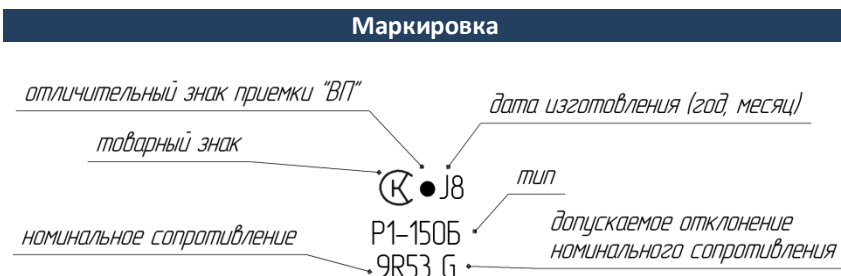 Маркировка
отличительный знак приемки "ВП"
дата изготовления (год, месяц)
товарный знак
К ● J8
тип
Р1-150Б
допускаемое отклонение
номинального сопротивления
номинальное сопротивление
9R53 G